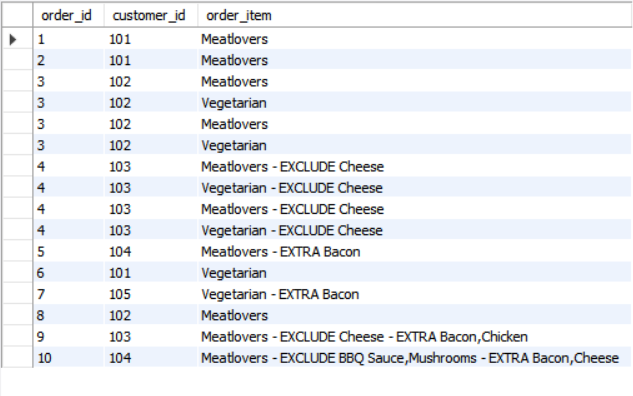 order_id customer_id order_item
1 101 Meatlovers
2 101 Meatlovers
3 102 Meatlovers
3 102 Vegetarian
3 102 Meatlovers
3 102 Vegetarian
4 103 Meatlovers - EXCLUDE Cheese
4 103 Vegetarian - EXCLUDE Cheese
4 103 Meatlovers - EXCLUDE Cheese
4 103 Vegetarian - EXCLUDE Cheese
5 104 Meatlovers - EXTRA Bacon
6 101 Vegetarian
7 105 Vegetarian - EXTRA Bacon
8 102 Meatlovers
9 103 Meatlovers - EXCLUDE Cheese - EXTRA Bacon,Chicken
10 104 Meatlovers - EXCLUDE BBQ Sauce,Mushrooms - EXTRA Bacon,Cheese